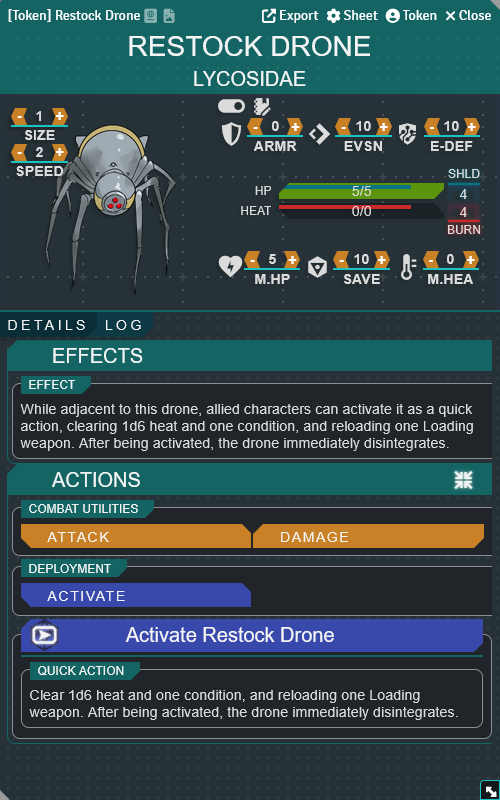 [Token] Restock Drone Export Sheet Token Close
RESTOCK DRONE
LYCOSIDAE
- 1 +
SIZE
- 2 +
SPEED
- 0 +
ARMR
- 10 +
EVSN
- 10 +
E-DEF
HP 5/5
SHLD
4
HEAT 0/0
4
BURN
- 5 +
M.HP
- 10 +
SAVE
- 0 +
M.HEA
DETAILS LOG
EFFECTS
EFFECT
While adjacent to this drone, allied characters can activate it as a quick
action, clearing 1d6 heat and one condition, and reloading one Loading
weapon. After being activated, the drone immediately disintegrates.
ACTIONS
COMBAT UTILITIES
ATTACK DAMAGE
DEPLOYMENT
ACTIVATE
Activate Restock Drone
QUICK ACTION
Clear 1d6 heat and one condition, and reloading one Loading
weapon. After being activated, the drone immediately disintegrates.